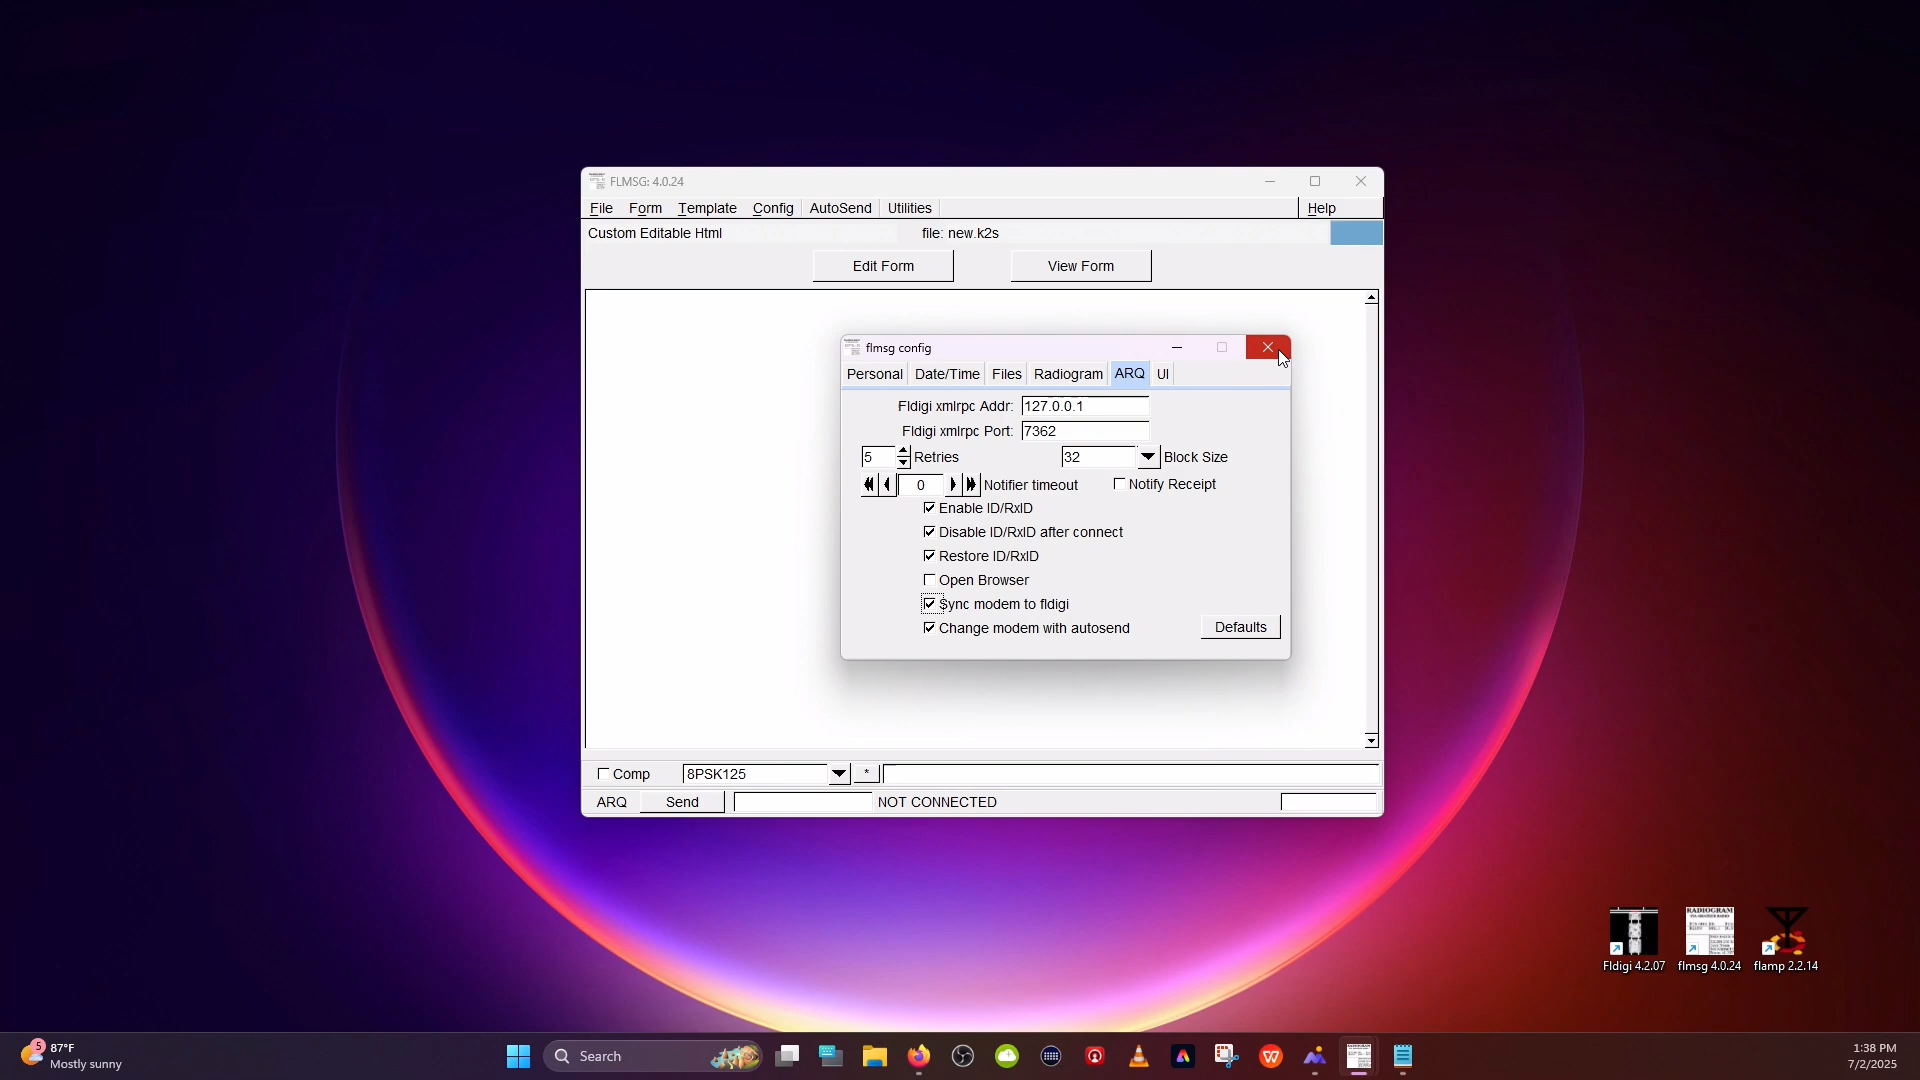 FLMSG: 4.0.24
File Form Template Config AutoSend Utilities Help
Custom Editable Html file: new.k2s
Edit Form View Form
flmsg config
Personal Date/Time Files Radiogram ARQ UI
Fldigi xmlrpc Addr: 127.0.0.1
Fldigi xmlrpc Port: 7362
5 Retries 32 Block Size
0 Notifier timeout Notify Receipt
Enable ID/RxID
Disable ID/RxID after connect
Restore ID/RxID
Open Browser
Sync modem to fldigi
Change modem with autosend Defaults
Comp 8PSK125 *
ARQ Send NOT CONNECTED
RADIOGRAM
Fldigi 4.2.07 flmsg 4.0.24 flamp 2.2.14
5 87°F
Mostly sunny
Search
1:38 PM
7/2/2025